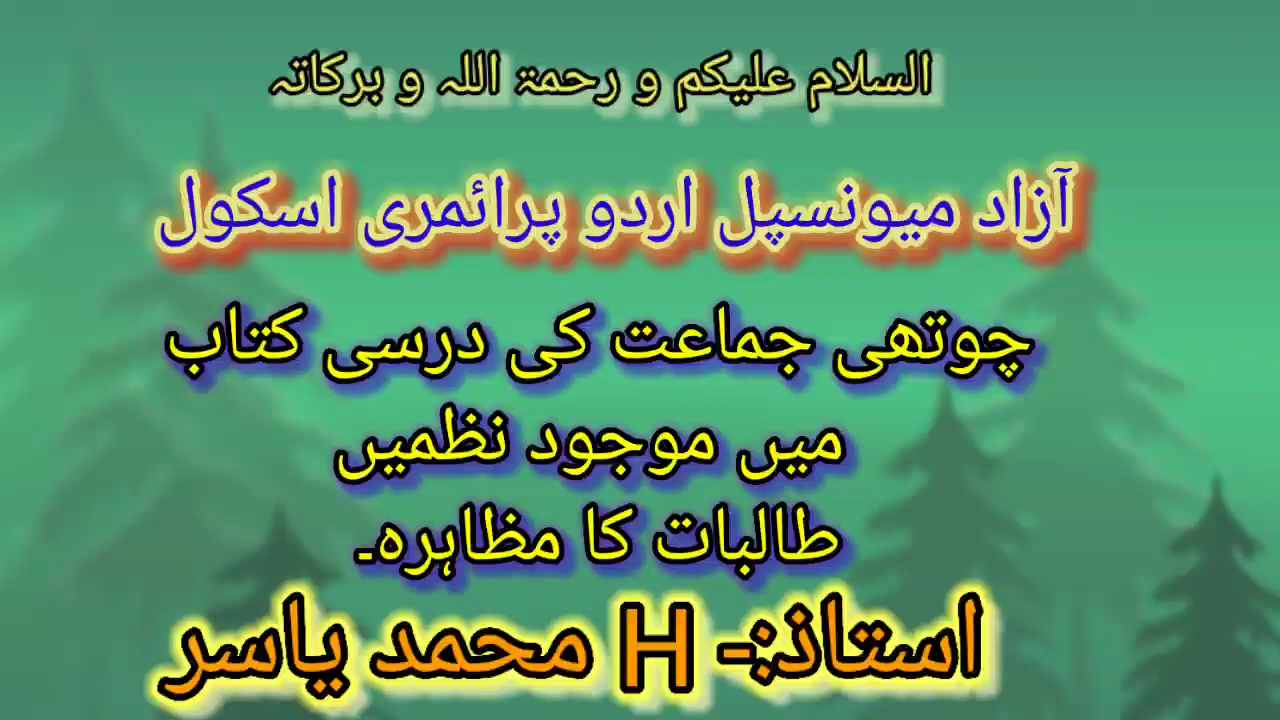 السلام علیکم و رحمۃ اللہ و برکاتہ
آزاد میونسپل اردو پرائمری اسکول
چوتھی جماعت کی درسی کتاب
میں موجود نظمیں
طالبات کا مظاہرہ۔
استاذ:- H محمد یاسر